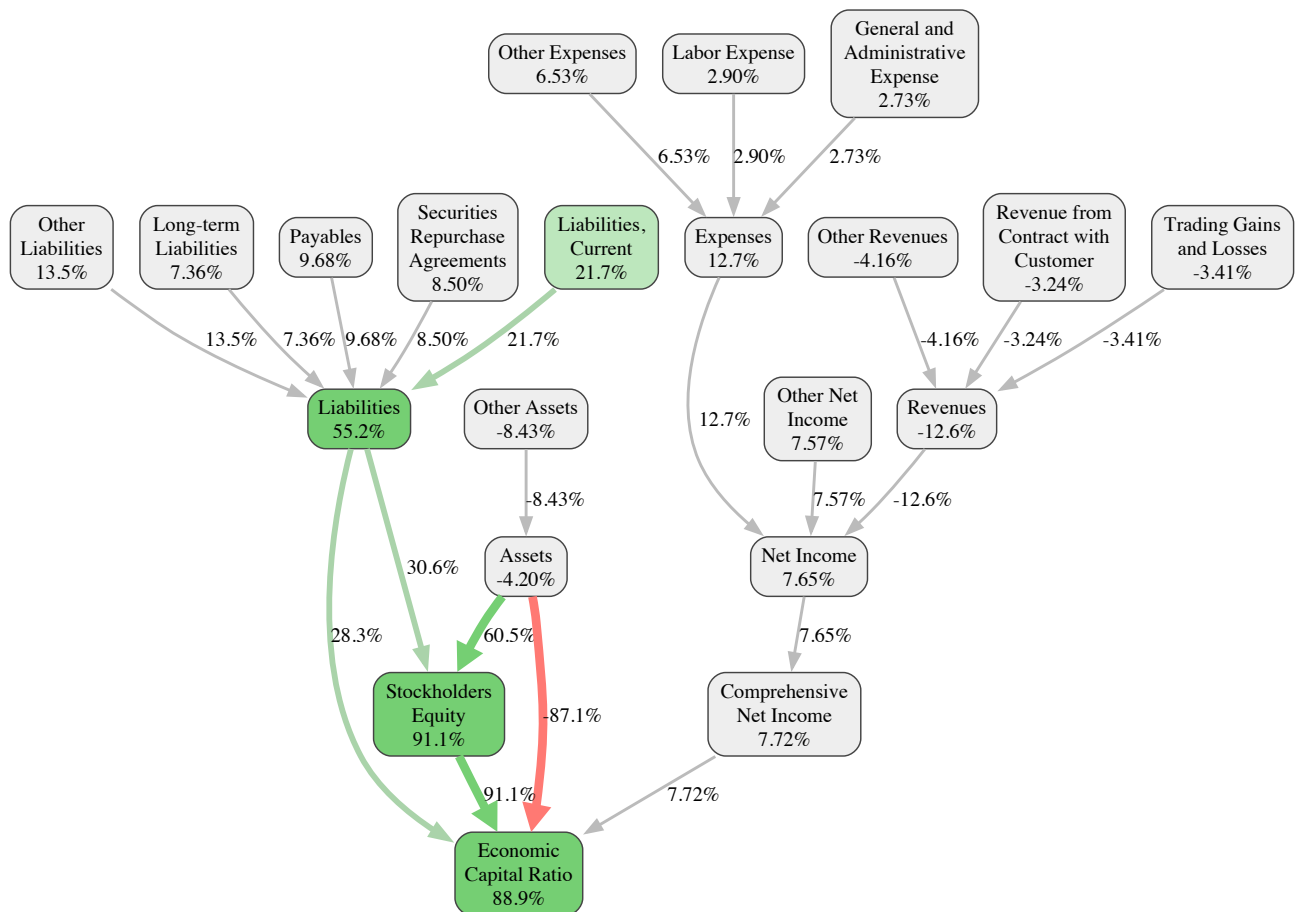 General and
Administrative
Expense
2.73%
Other Expenses
6.53%
Labor Expense
2.90%
6.53%
2.90%
2.73%
Other
Liabilities
13.5%
Long-term
Liabilities
7.36%
Payables
9.68%
Securities
Repurchase
Agreements
8.50%
Liabilities,
Current
21.7%
Expenses
12.7%
Other Revenues
-4.16%
Revenue from
Contract with
Customer
-3.24%
Trading Gains
and Losses
-3.41%
13.5%
7.36%
9.68%
8.50%
21.7%
-4.16%
-3.24%
-3.41%
Liabilities
55.2%
Other Assets
-8.43%
12.7%
Other Net
Income
7.57%
Revenues
-12.6%
-8.43%
7.57%
-12.6%
30.6%
Assets
-4.20%
Net Income
7.65%
28.3%
60.5%
7.65%
Stockholders
Equity
91.1%
-87.1%
Comprehensive
Net Income
7.72%
91.1%
7.72%
Economic
Capital Ratio
88.9%